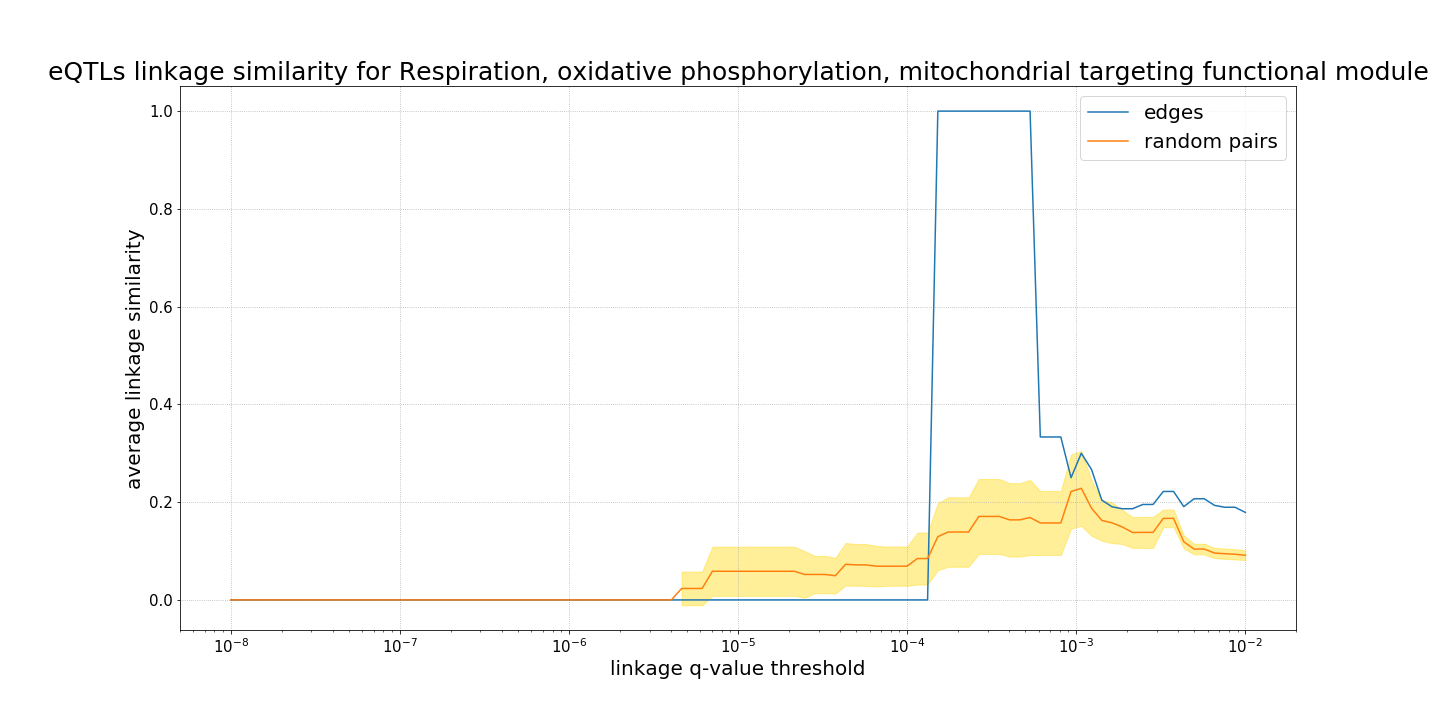 eQTLs linkage similarity for Respiration, oxidative phosphorylation, mitochondrial targeting functional module
edges
random pairs
average linkage similarity
1.0
0.8
0.6
0.4
0.2
0.0
10⁻⁸ 10⁻⁷ 10⁻⁶ 10⁻⁵ 10⁻⁴ 10⁻³ 10⁻²
linkage q-value threshold